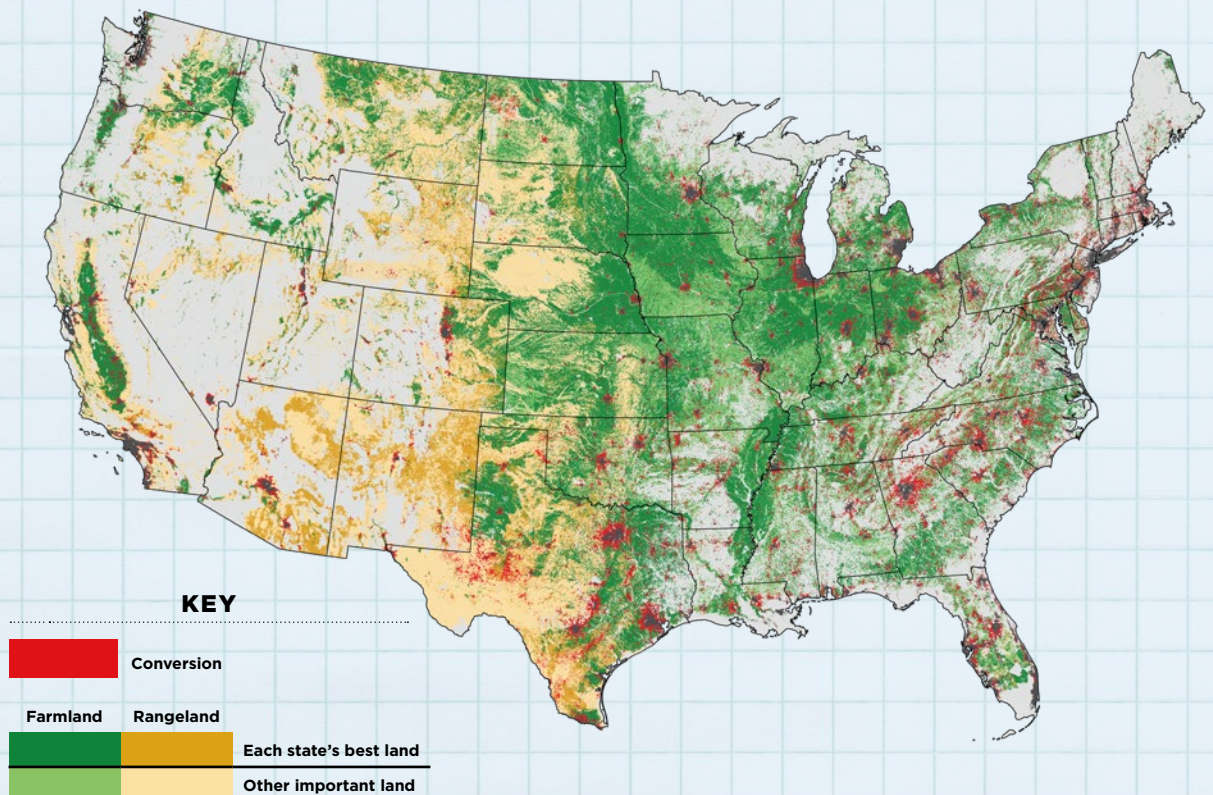 KEY
Conversion
Farmland Rangeland
Each state's best land
Other important land